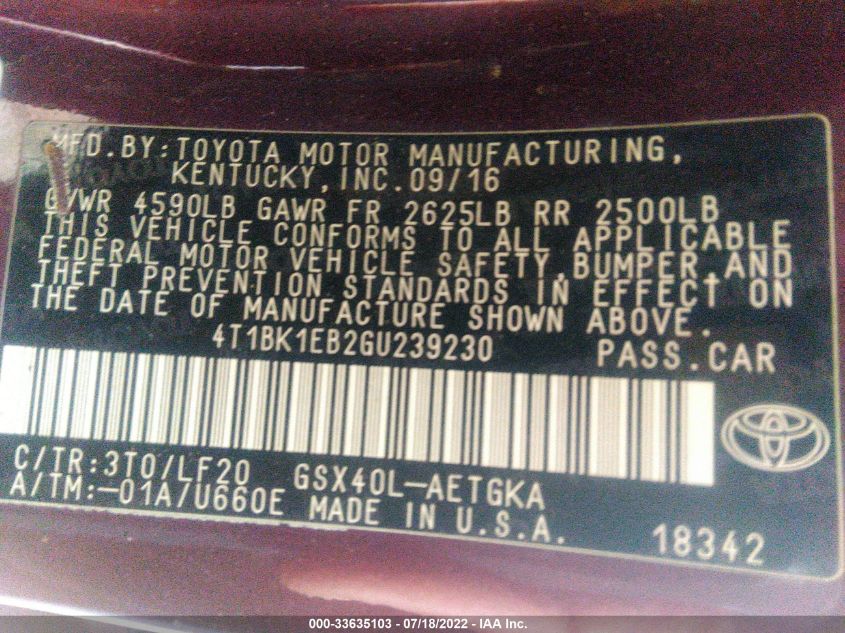 MFD.BY:TOYOTA MOTOR MANUFACTURING,
KENTUCKY,INC.09/16
GVWR 4590LB GAWR FR 2625LB RR 2500LB
THIS VEHICLE CONFORMS TO ALL APPLICABLE
FEDERAL MOTOR VEHICLE SAFETY,BUMPER,AND
THEFT PREVENTION STANDARDS IN EFFECT ON
THE DATE OF MANUFACTURE SHOWN ABOVE.
4T1BK1EB2GU239230 PASS.CAR
C/TR:3T0/LF20 GSX40L-AETGKA
A/TM:-01A/U660E MADE IN U.S.A. 18342
000-33635103 - 07/18/2022 - IAA Inc.